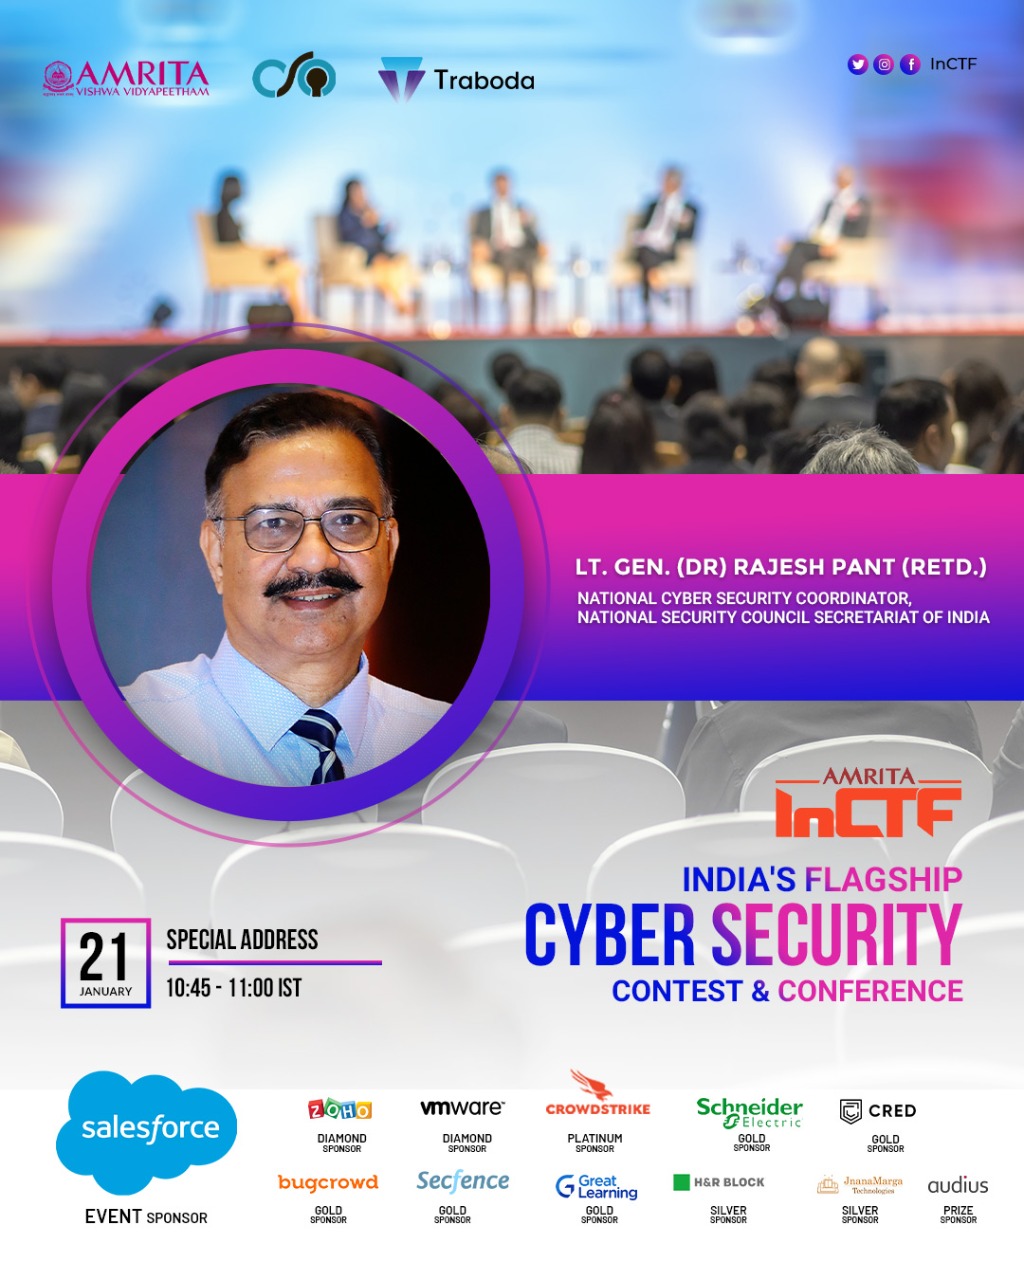 AMRITA
VISHWA VIDYAPEETHAM
Traboda
InCTF
LT. GEN. (DR) RAJESH PANT (RETD.)
NATIONAL CYBER SECURITY COORDINATOR,
NATIONAL SECURITY COUNCIL SECRETARIAT OF INDIA
AMRITA
InCTF
INDIA'S FLAGSHIP
CYBER SECURITY
CONTEST & CONFERENCE
21
JANUARY
SPECIAL ADDRESS
10:45 - 11:00 IST
salesforce
EVENT SPONSOR
ZOHO
DIAMOND
SPONSOR
vmware
DIAMOND
SPONSOR
CROWDSTRIKE
PLATINUM
SPONSOR
Schneider
Electric
GOLD
SPONSOR
CRED
GOLD
SPONSOR
bugcrowd
GOLD
SPONSOR
Secfence
GOLD
SPONSOR
Great
Learning
GOLD
SPONSOR
H&R BLOCK
SILVER
SPONSOR
JnanaMarga
Technologies
SILVER
SPONSOR
audius
PRIZE
SPONSOR